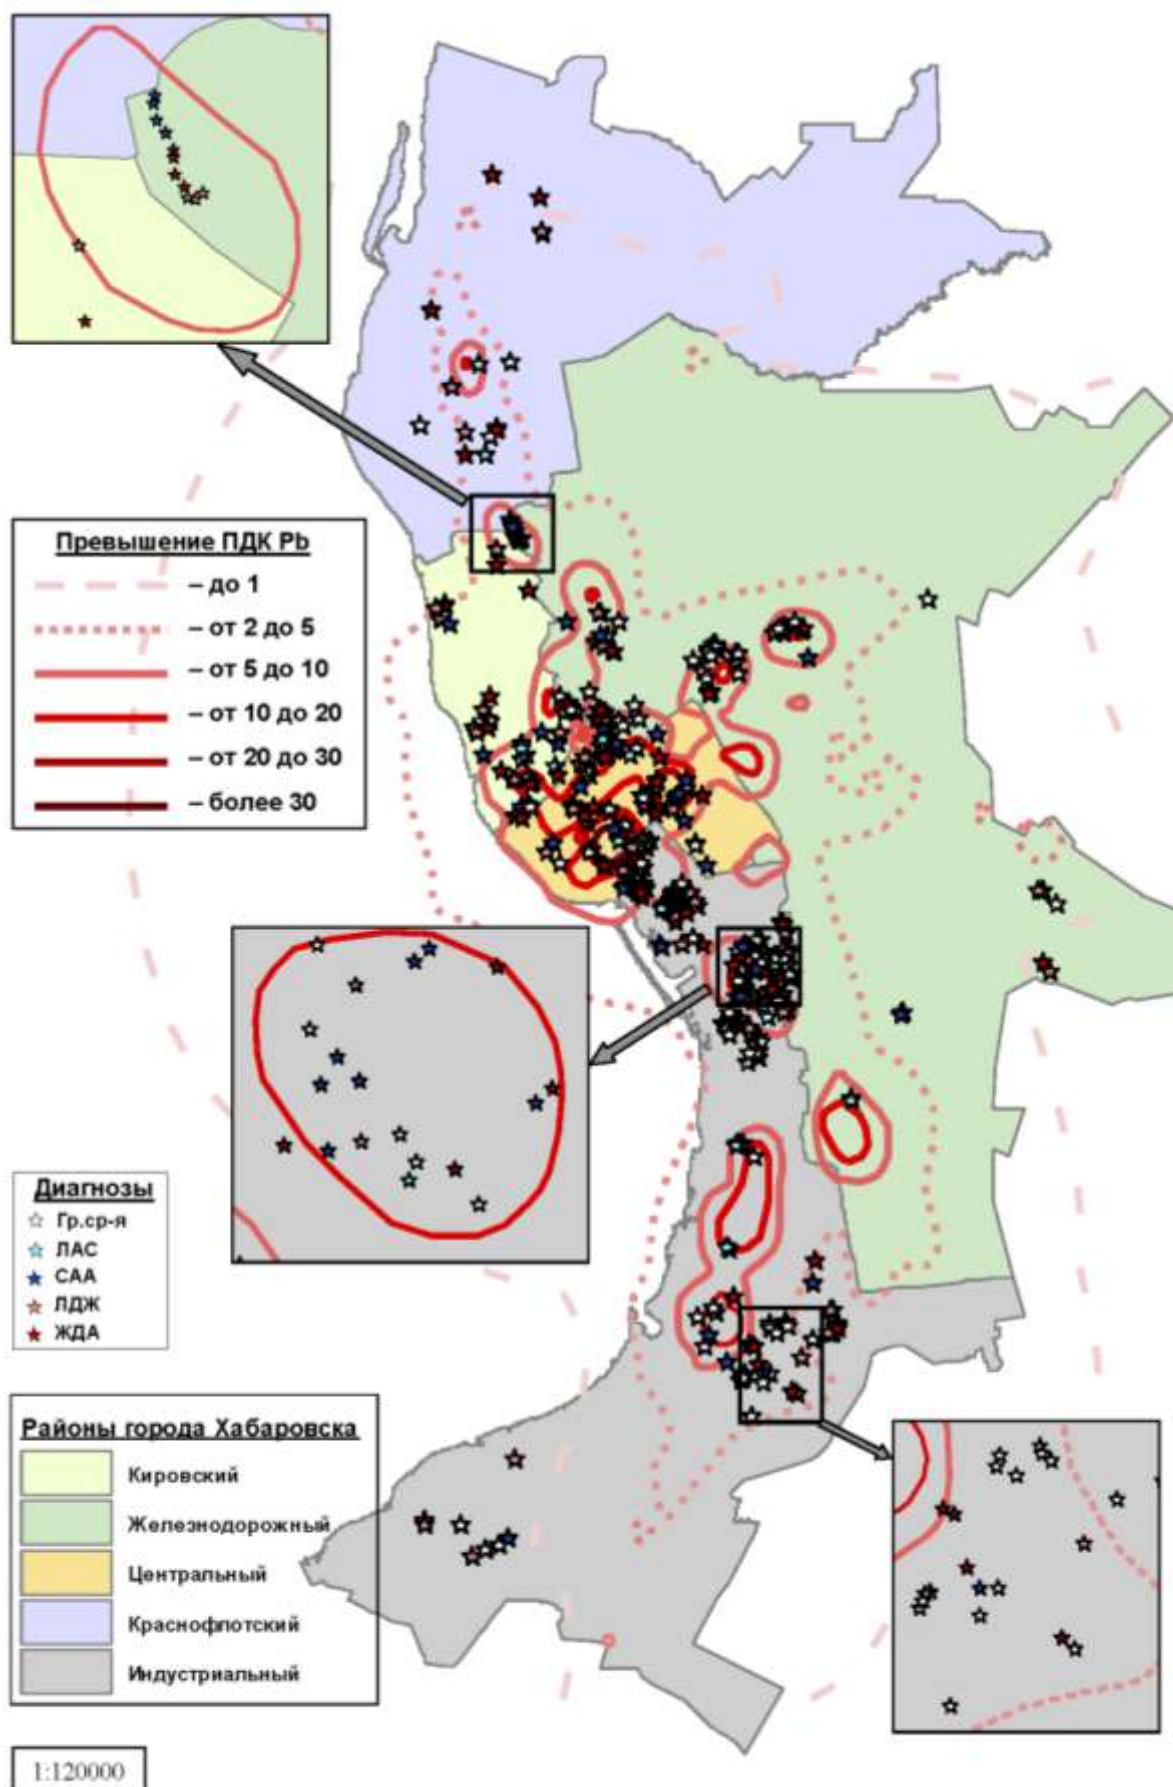 Превышение ПДК Pb
– до 1
– от 2 до 5
– от 5 до 10
– от 10 до 20
– от 20 до 30
– более 30
Диагнозы
Гр.ср-я
ЛАС
САА
ЛДЖ
ЖДА
Районы города Хабаровска
Кировский
Железнодорожный
Центральный
Краснофлотский
Индустриальный
1:120000